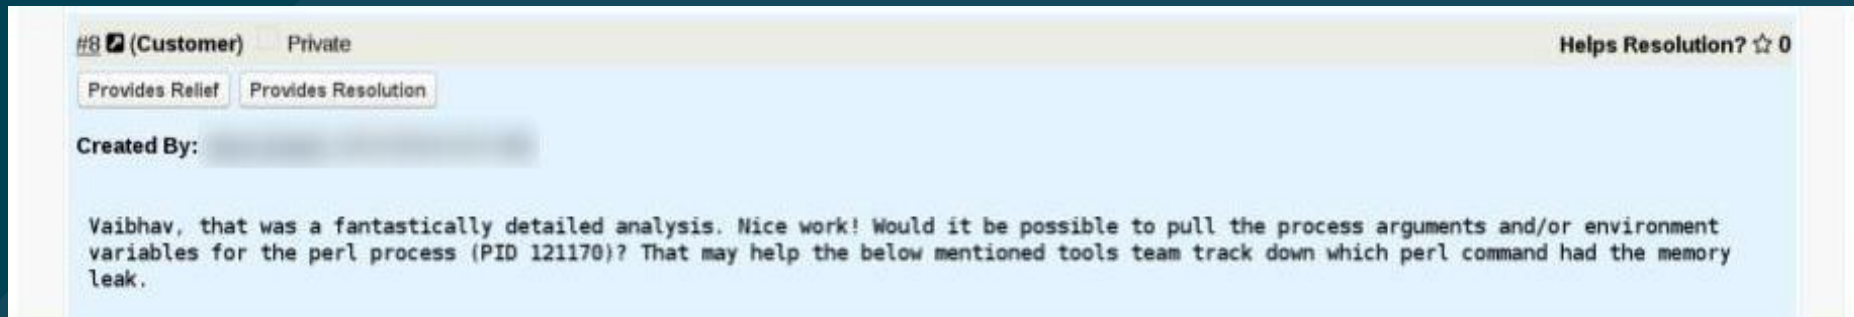 #8 (Customer) Private Helps Resolution? ☆ 0
Provides Relief Provides Resolution
Created By:
Vaibhav, that was a fantastically detailed analysis. Nice work! Would it be possible to pull the process arguments and/or environment
variables for the perl process (PID 121170)? That may help the below mentioned tools team track down which perl command had the memory
leak.